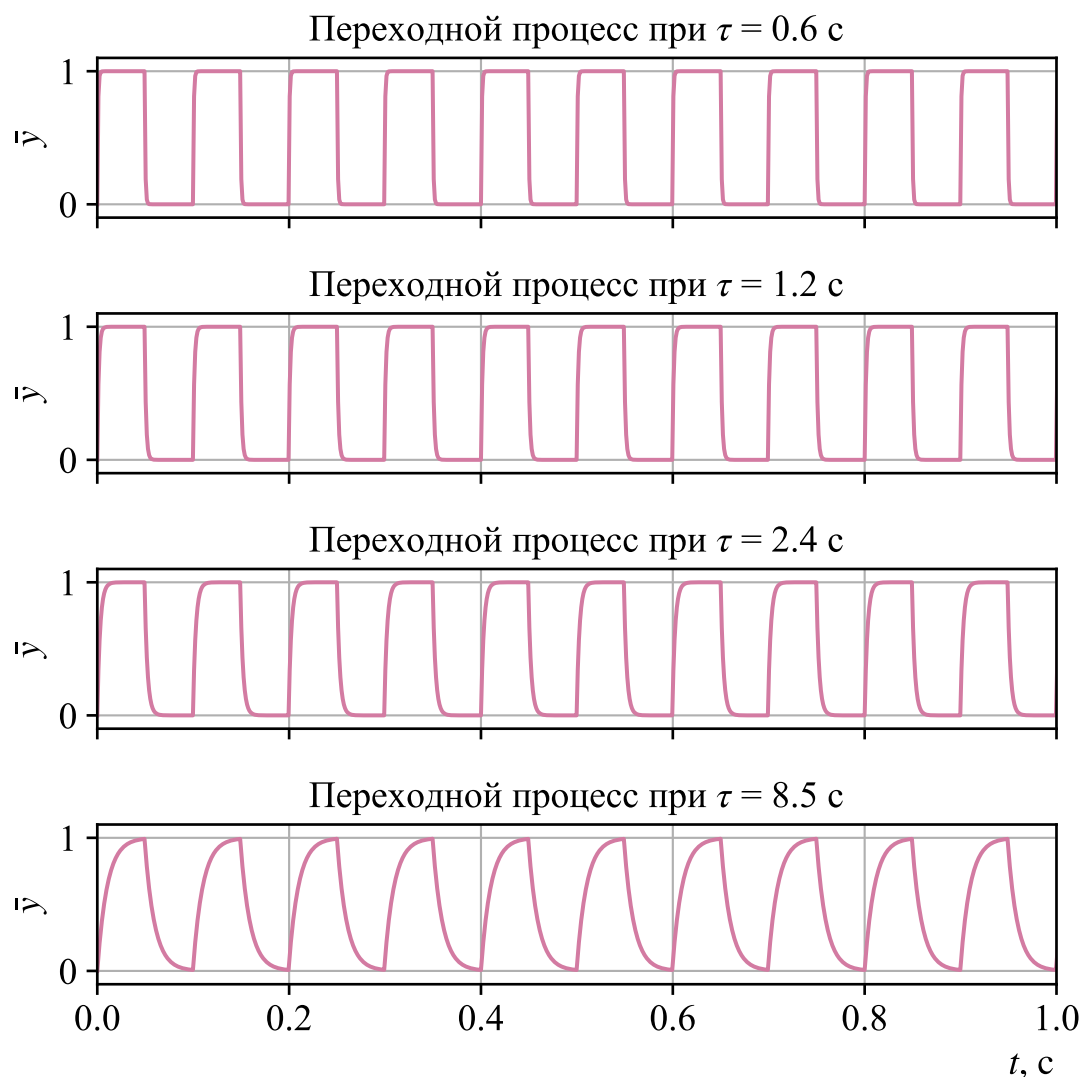 Переходной процесс при τ = 0.6 с
1
ȳ
0
Переходной процесс при τ = 1.2 с
1
ȳ
0
Переходной процесс при τ = 2.4 с
1
ȳ
0
Переходной процесс при τ = 8.5 с
1
ȳ
0
0.0 0.2 0.4 0.6 0.8 1.0
t, с